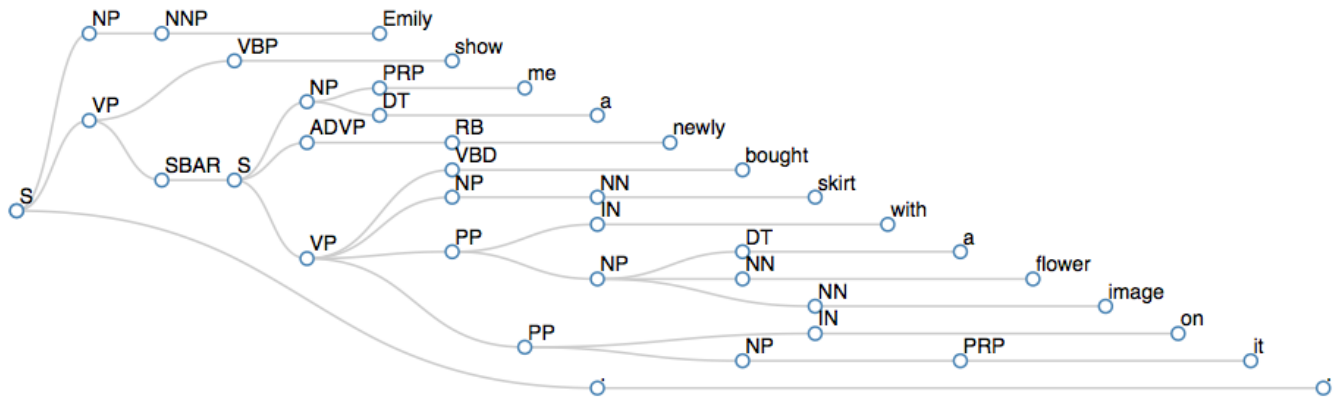 NP NNP Emily
VBP show
NP PRP me
VP DT a
ADVP RB newly
SBAR S VBD bought
S NP NN skirt
IN with
VP PP DT a
NP NN flower
NN image
PP IN on
NP PRP it
. .